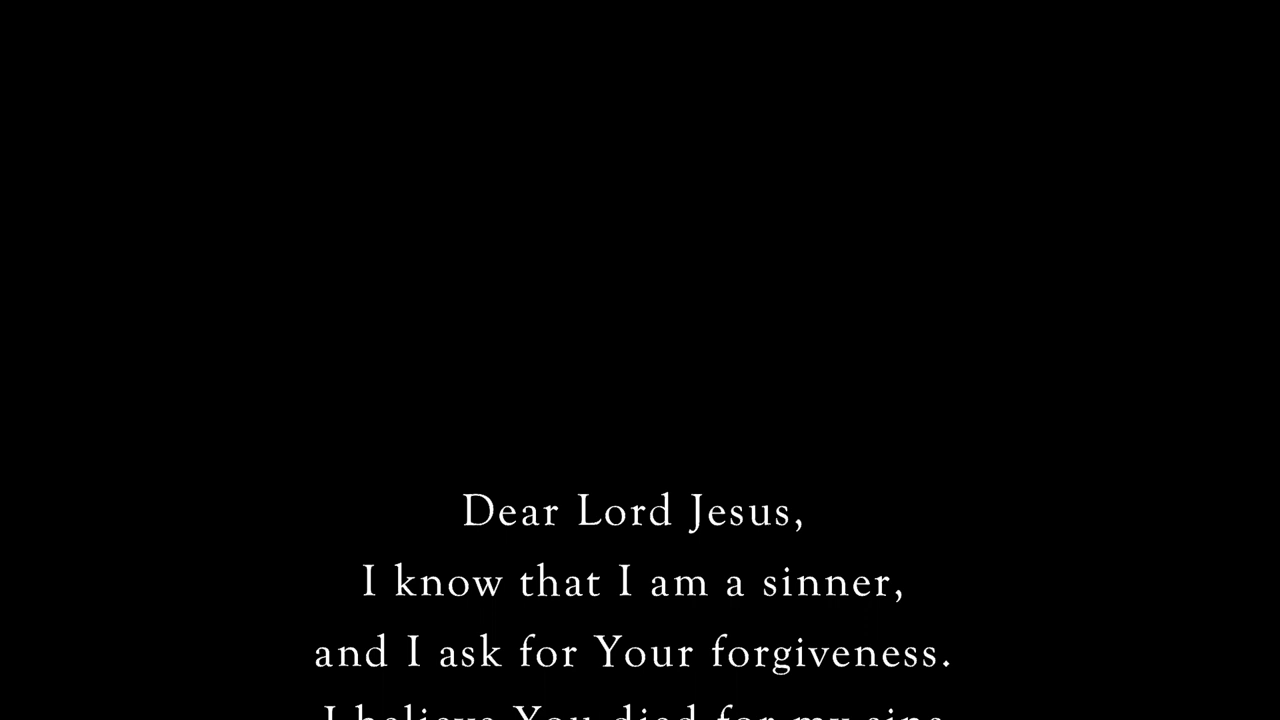 Dear Lord Jesus,
I know that I am a sinner,
and I ask for Your forgiveness.
I believe You died for my sins